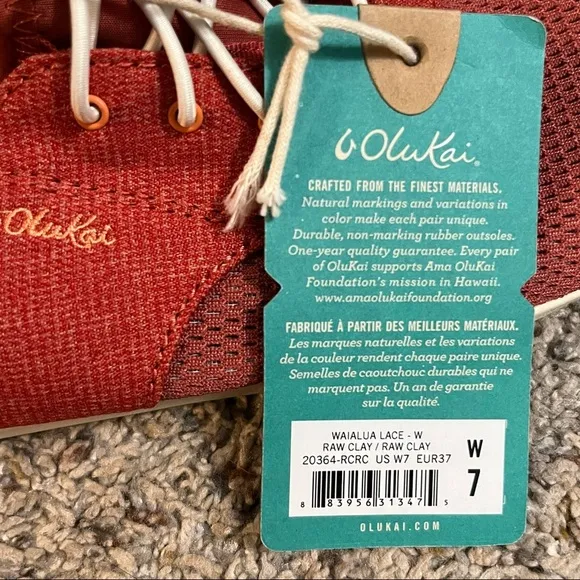 OluKai
OluKai®
CRAFTED FROM THE FINEST MATERIALS.
Natural markings and variations in
color make each pair unique.
Durable, non-marking rubber outsoles.
One-year quality guarantee. Every pair
of OluKai supports Ama OluKai
Foundation's mission in Hawaii.
www.amaolukaifoundation.org
FABRIQUÉ À PARTIR DES MEILLEURS MATÉRIAUX.
Les marques naturelles et les variations
de la couleur rendent chaque paire unique.
Semelles de caoutchouc durables qui ne
marquent pas. Un an de garantie
sur la qualité.
WAIALUA LACE - W
RAW CLAY / RAW CLAY
20364-RCRC US W7 EUR37
W
7
8 83956 31347 5
OLUKAI.COM